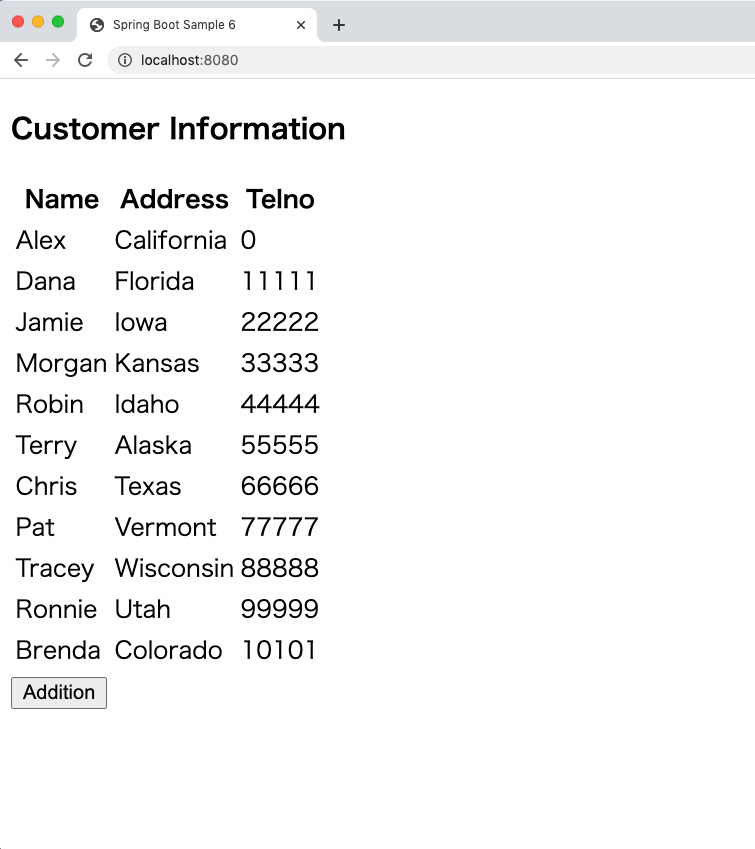 Spring Boot Sample 6
localhost:8080
Customer Information
Name Address Telno
Alex California 0
Dana Florida 11111
Jamie Iowa 22222
Morgan Kansas 33333
Robin Idaho 44444
Terry Alaska 55555
Chris Texas 66666
Pat Vermont 77777
Tracey Wisconsin 88888
Ronnie Utah 99999
Brenda Colorado 10101
Addition